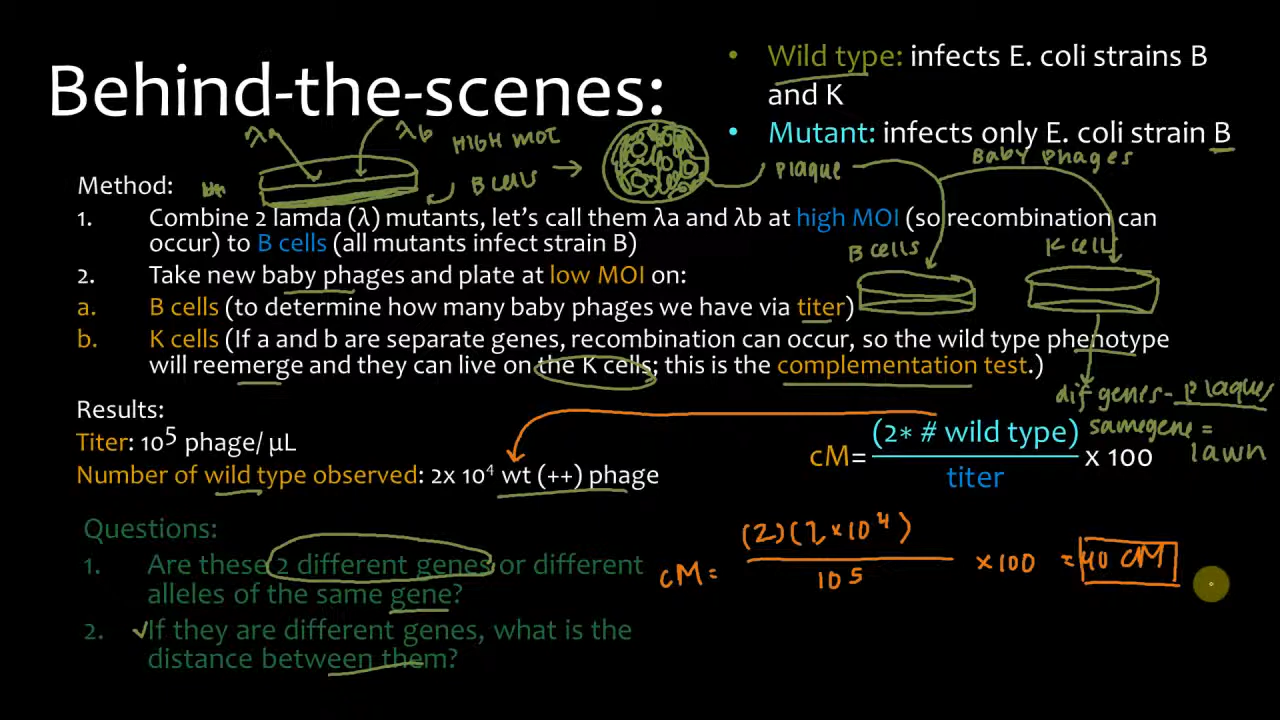 Behind-the-scenes:
• Wild type: infects E. coli strains B
and K
• Mutant: infects only E. coli strain B
λa
λb
HIGH MOI
B cells
plaque
Baby phages
B cells
K cells
Method:
1. Combine 2 lamda (λ) mutants, let's call them λa and λb at high MOI (so recombination can
occur) to B cells (all mutants infect strain B)
2. Take new baby phages and plate at low MOI on:
a. B cells (to determine how many baby phages we have via titer)
b. K cells (If a and b are separate genes, recombination can occur, so the wild type phenotype
will reemerge and they can live on the K cells; this is the complementation test.)
dif genes - plaques
same gene =
lawn
Results:
Titer: 10⁵ phage/ µL
Number of wild type observed: 2x 10⁴ wt (++) phage
(2* # wild type)
cM= x 100
titer
Questions:
1. Are these 2 different genes or different
alleles of the same gene?
2. If they are different genes, what is the
distance between them?
(2)(2 x 10⁴)
cM = x 100 = 40 cM
10⁵